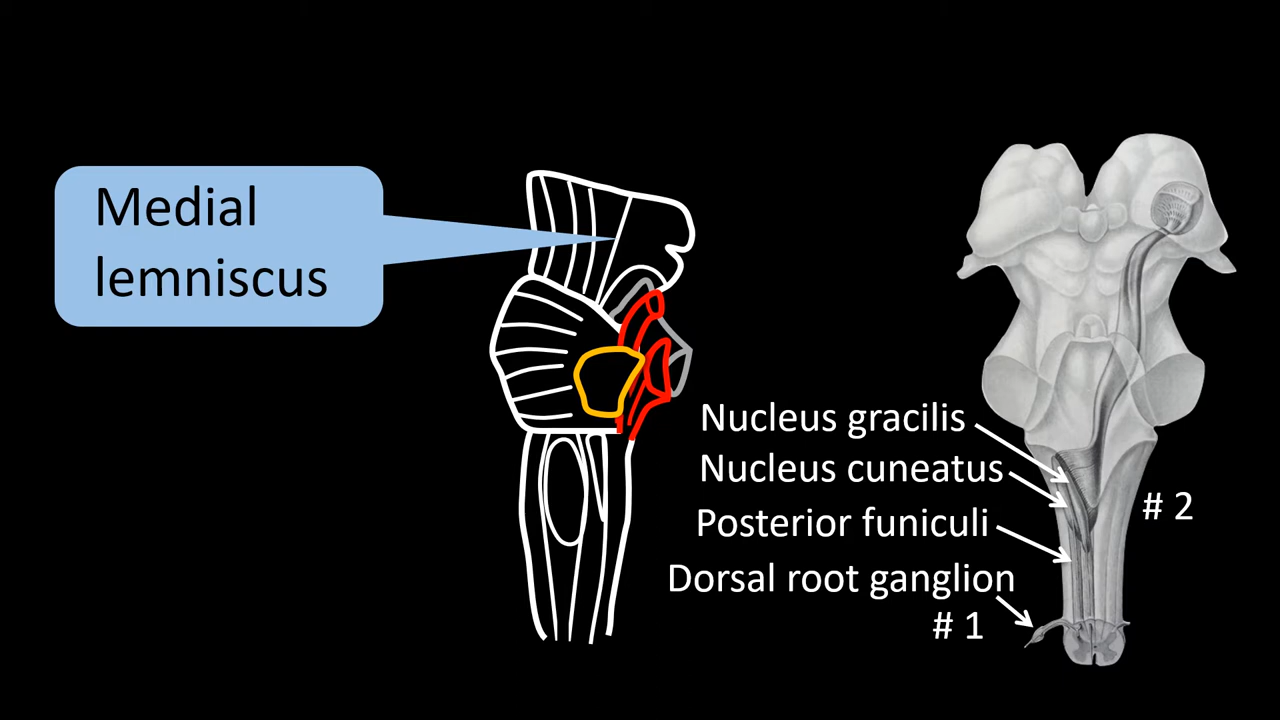 Medial
lemniscus
Nucleus gracilis
Nucleus cuneatus
# 2
Posterior funiculi
Dorsal root ganglion
# 1